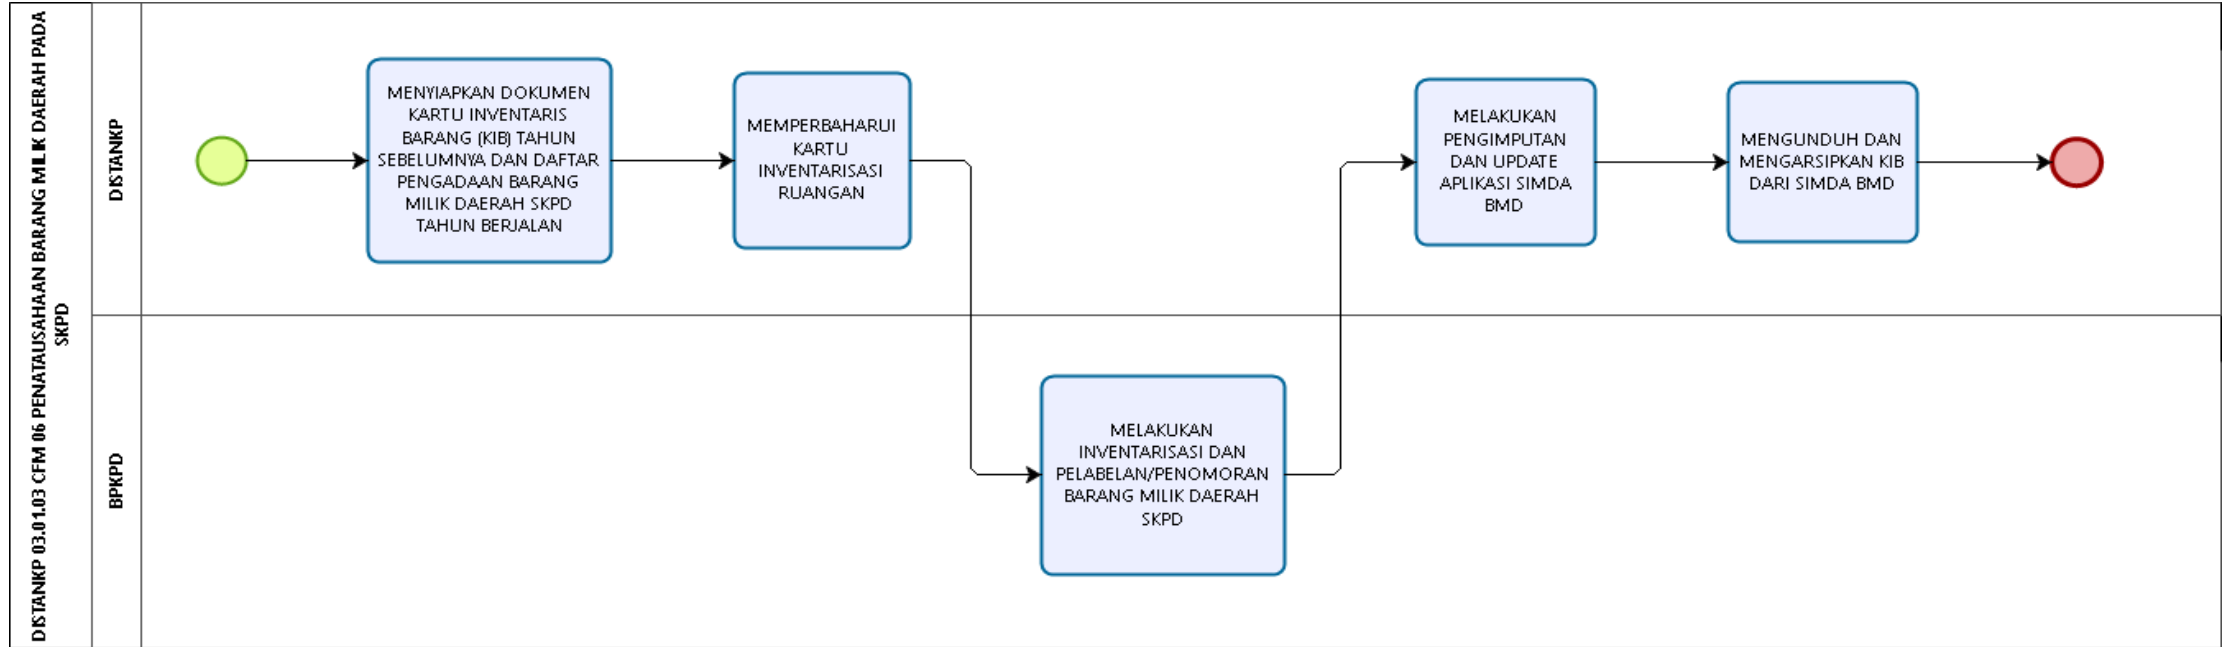 DISTANKP 03.01.03 CFM 06 PENATAUSAHAAN BARANG MILIK DAERAH PADA
SKPD
DISTANKP
MENYIAPKAN DOKUMEN
KARTU INVENTARIS
BARANG (KIB) TAHUN
SEBELUMNYA DAN DAFTAR
PENGADAAN BARANG
MILIK DAERAH SKPD
TAHUN BERJALAN
MEMPERBAHARUI
KARTU
INVENTARISASI
RUANGAN
MELAKUKAN
PENGIMPUTAN
DAN UPDATE
APLIKASI SIMDA
BMD
MENGUNDUH DAN
MENGARSIPKAN KIB
DARI SIMDA BMD
BPKPD
MELAKUKAN
INVENTARISASI DAN
PELABELAN/PENOMORAN
BARANG MILIK DAERAH
SKPD